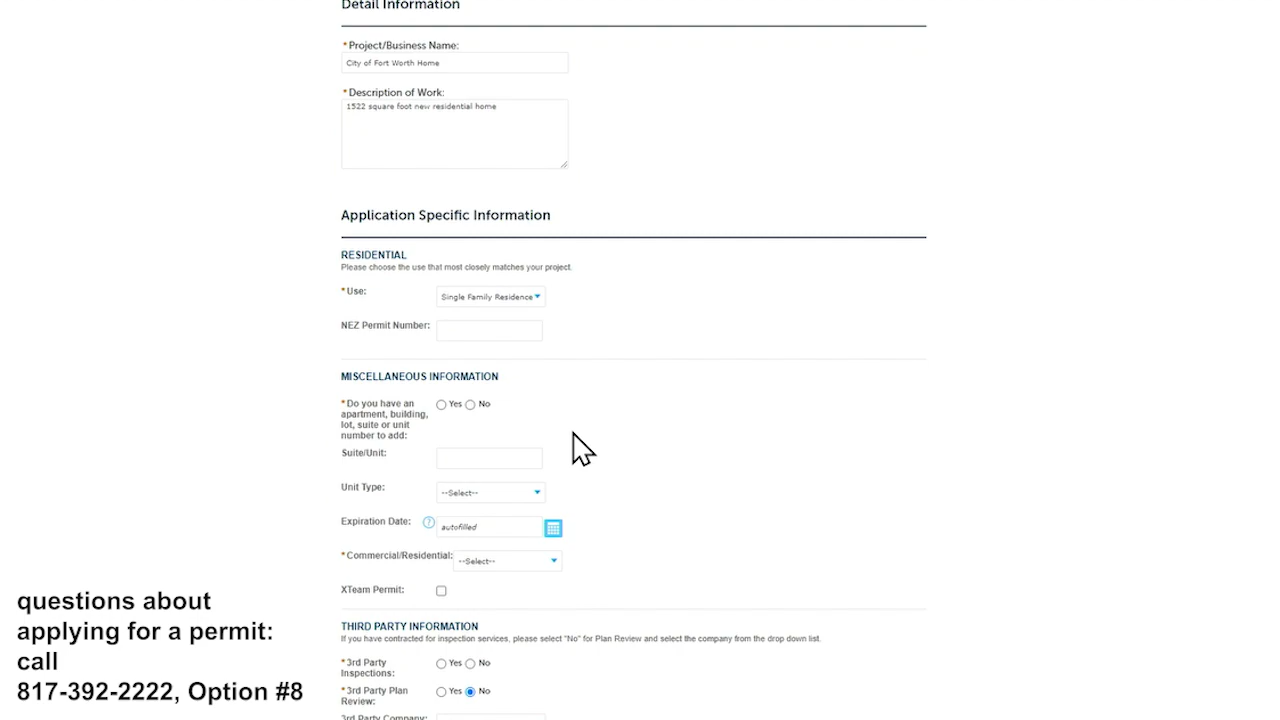 Detail Information
*Project/Business Name:
City of Fort Worth Home
*Description of Work:
1522 square foot new residential home
Application Specific Information
RESIDENTIAL
Please choose the use that most closely matches your project.
*Use:
Single Family Residence
NEZ Permit Number:
MISCELLANEOUS INFORMATION
*Do you have an
apartment, building,
lot, suite or unit
number to add:
Yes No
Suite/Unit:
Unit Type:
--Select--
Expiration Date:
?
autofilled
*Commercial/Residential:
--Select--
XTeam Permit:
THIRD PARTY INFORMATION
If you have contracted for inspection services, please select "No" for Plan Review and select the company from the drop down list.
*3rd Party
Inspections:
Yes No
*3rd Party Plan
Review:
Yes No
3rd Party Company:
questions about
applying for a permit:
call
817-392-2222, Option #8